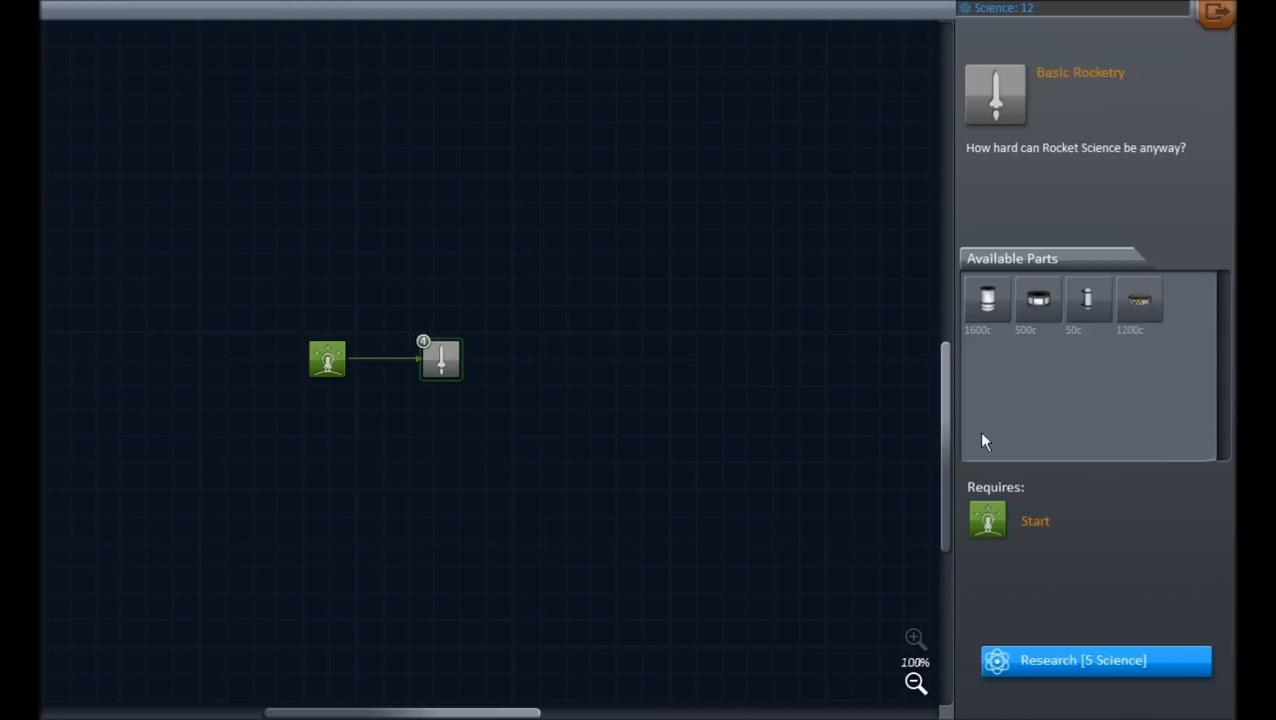 Science: 12
Basic Rocketry
How hard can Rocket Science be anyway?
Available Parts
1600c 500c 50c 1200c
4
Requires:
Start
100%
Research [5 Science]